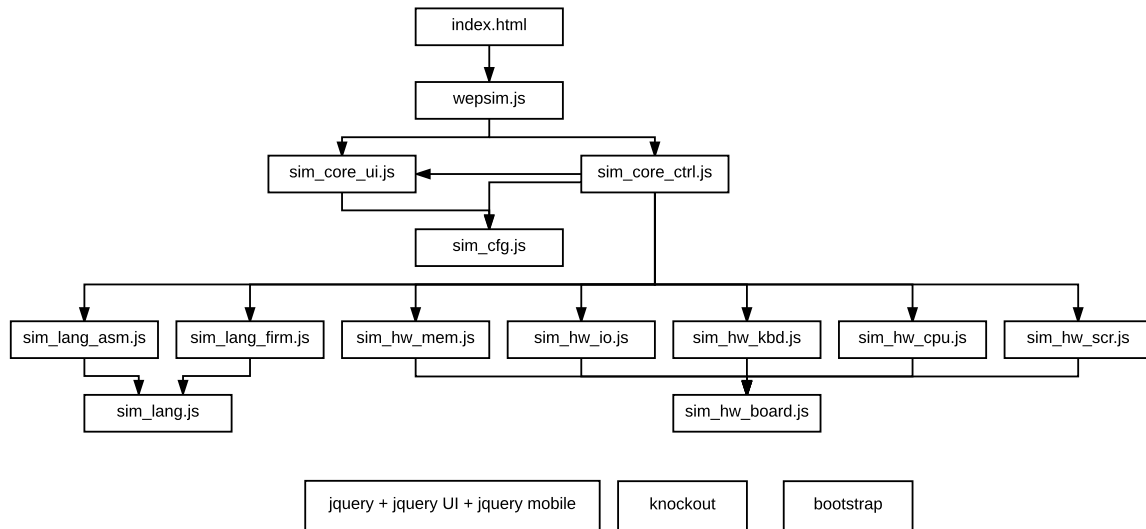 index.html
wepsim.js
sim_core_ui.js
sim_core_ctrl.js
sim_cfg.js
sim_lang_asm.js
sim_lang_firm.js
sim_hw_mem.js
sim_hw_io.js
sim_hw_kbd.js
sim_hw_cpu.js
sim_hw_scr.js
sim_lang.js
sim_hw_board.js
jquery + jquery UI + jquery mobile
knockout
bootstrap